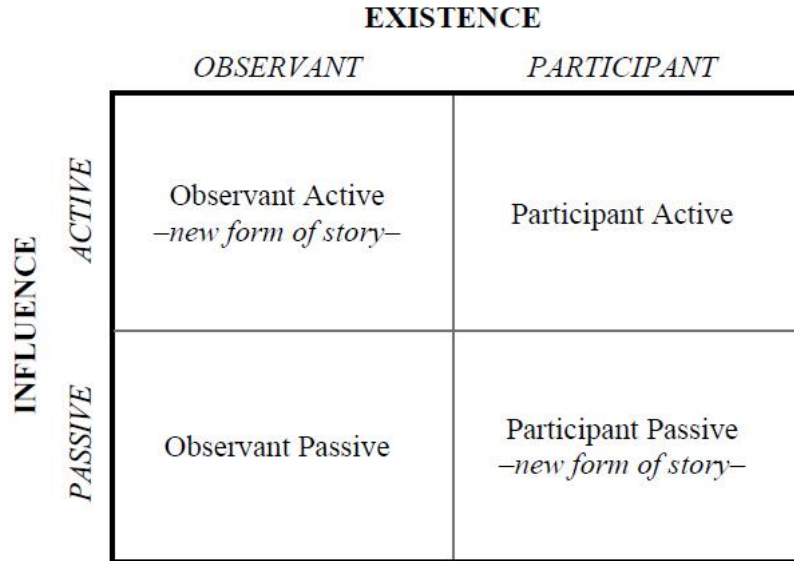 EXISTENCE
OBSERVANT PARTICIPANT
INFLUENCE
ACTIVE
Observant Active
–new form of story–
Participant Active
PASSIVE
Observant Passive
Participant Passive
–new form of story–